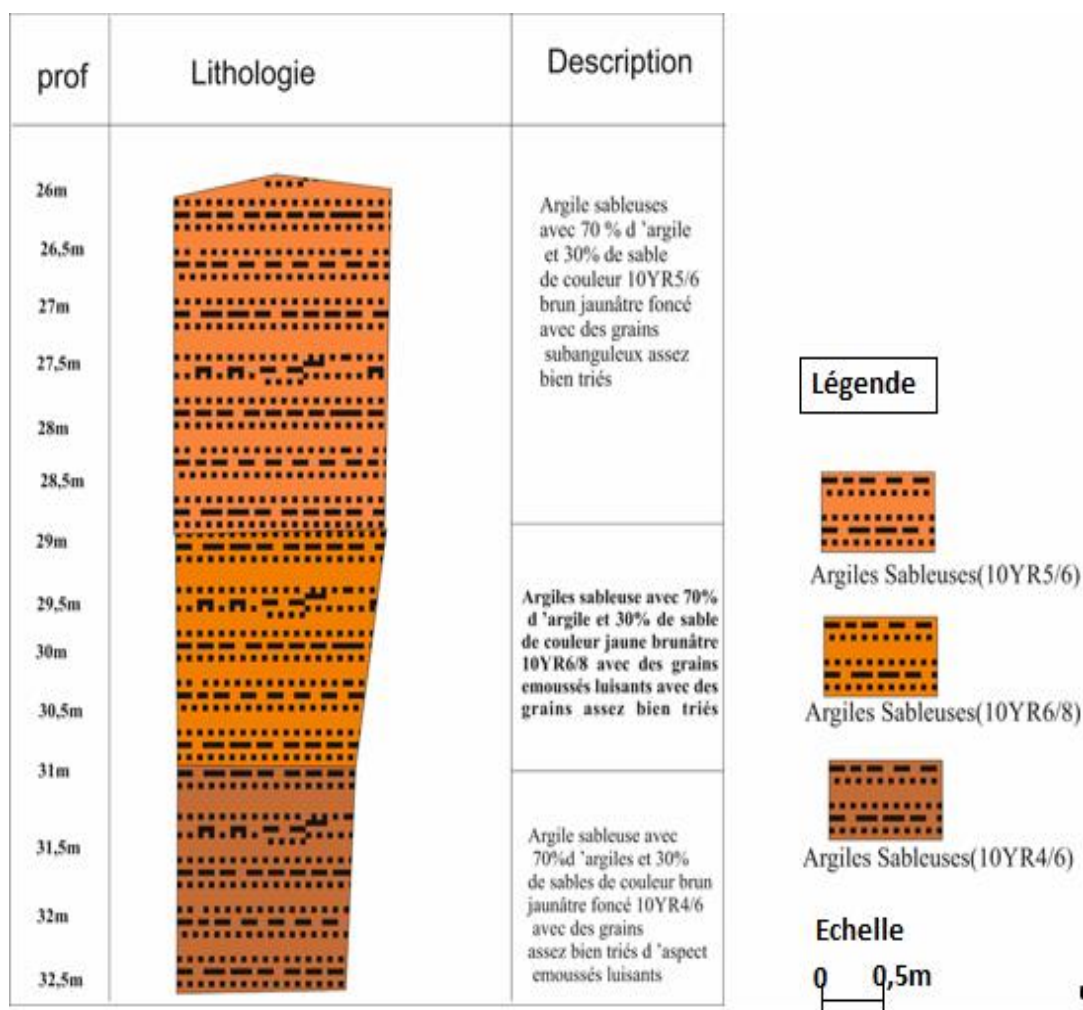 prof
Lithologie
Description
26m
26,5m
27m
27,5m
28m
28,5m
29m
29,5m
30m
30,5m
31m
31,5m
32m
32,5m
Argile sableuses
avec 70 % d 'argile
et 30% de sable
de couleur 10YR5/6
brun jaunâtre foncé
avec des grains
subanguleux assez
bien triés
Argiles sableuse avec 70%
d 'argile et 30% de sable
de couleur jaune brunâtre
10YR6/8 avec des grains
emoussés luisants avec des
grains assez bien triés
Argile sableuse avec
70%d 'argiles et 30%
de sables de couleur brun
jaunâtre foncé 10YR4/6
avec des grains
assez bien triés d 'aspect
emoussés luisants
Légende
Argiles Sableuses(10YR5/6)
Argiles Sableuses(10YR6/8)
Argiles Sableuses(10YR4/6)
Echelle
0 0,5m